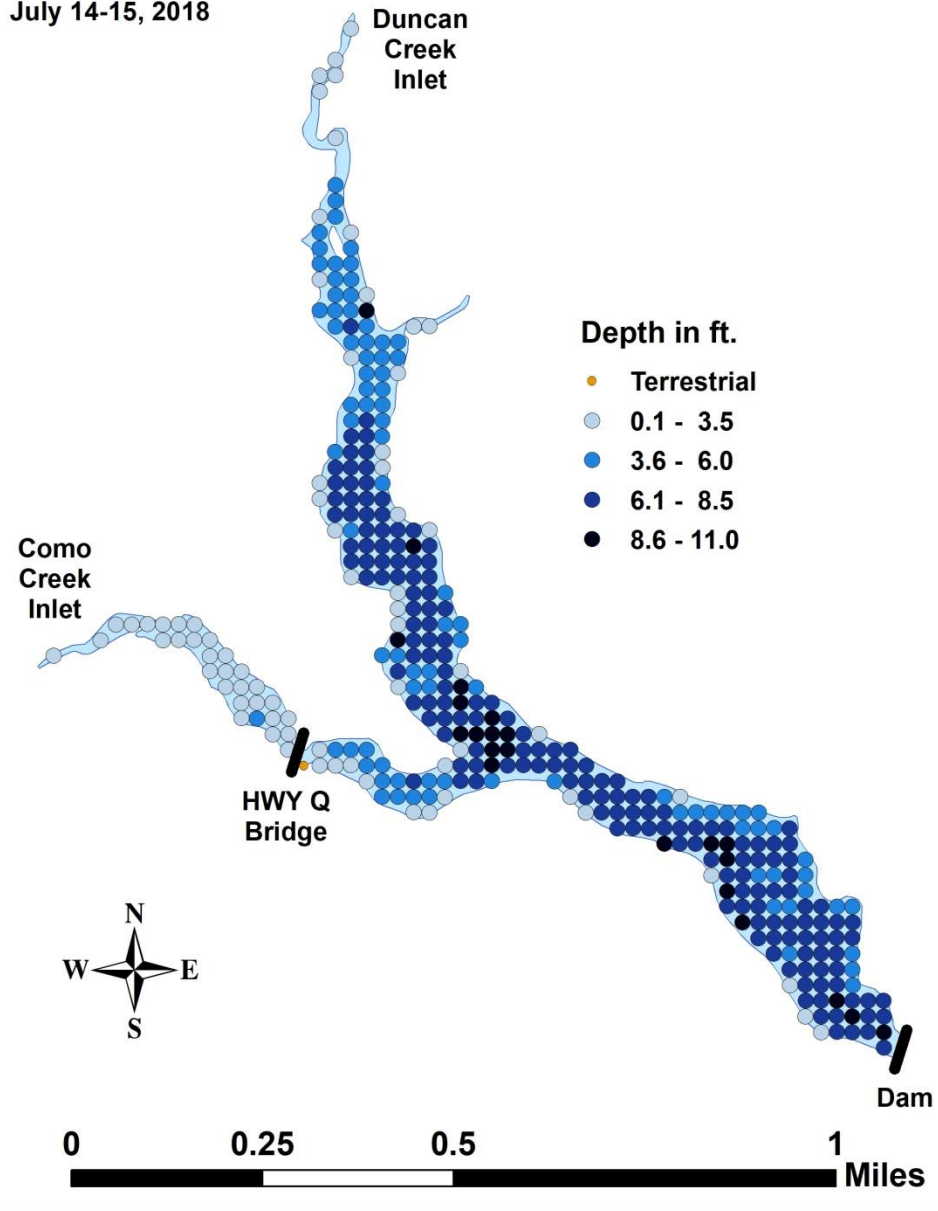 July 14-15, 2018
Duncan
Creek
Inlet
Depth in ft.
Terrestrial
0.1 - 3.5
3.6 - 6.0
6.1 - 8.5
8.6 - 11.0
Como
Creek
Inlet
HWY Q
Bridge
N
W E
S
Dam
0 0.25 0.5 1
Miles